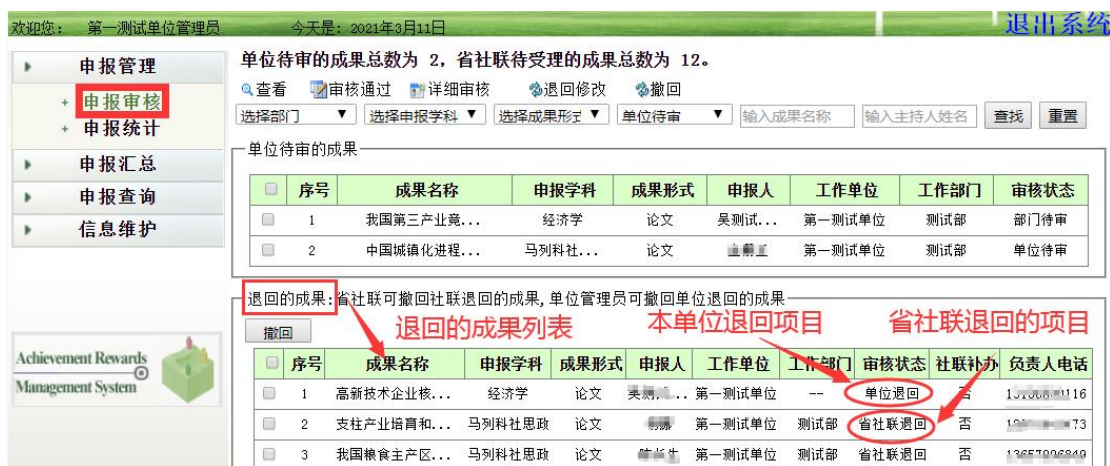 欢迎您： 第一测试单位管理员 今天是：2021年3月11日 退出系统
申报管理
+ 申报审核
+ 申报统计
申报汇总
申报查询
信息维护
Achievement Rewards
Management System
单位待审的成果总数为 2，省社联待受理的成果总数为 12。
查看 审核通过 详细审核 退回修改 撤回
选择部门 选择申报学科 选择成果形式 单位待审 输入成果名称 输入主持人姓名 查找 重置
单位待审的成果
序号 成果名称 申报学科 成果形式 申报人 工作单位 工作部门 审核状态
1 我国第三产业竟... 经济学 论文 吴测试... 第一测试单位 测试部 部门待审
2 中国城镇化进程... 马列科社... 论文 第一测试单位 测试部 单位待审
退回的成果:省社联可撤回社联退回的成果,单位管理员可撤回单位退回的成果
撤回 退回的成果列表 本单位退回项目 省社联退回的项目
序号 成果名称 申报学科 成果形式 申报人 工作单位 工作部门 审核状态 社联补办 负责人电话
1 高新技术企业核... 经济学 论文 第一测试单位 -- 单位退回 否 116
2 支柱产业培育和... 马列科社思政 论文 第一测试单位 测试部 省社联退回 否 73
3 我国粮食主产区... 马列科社思政 论文 第一测试单位 测试部 省社联退回 否